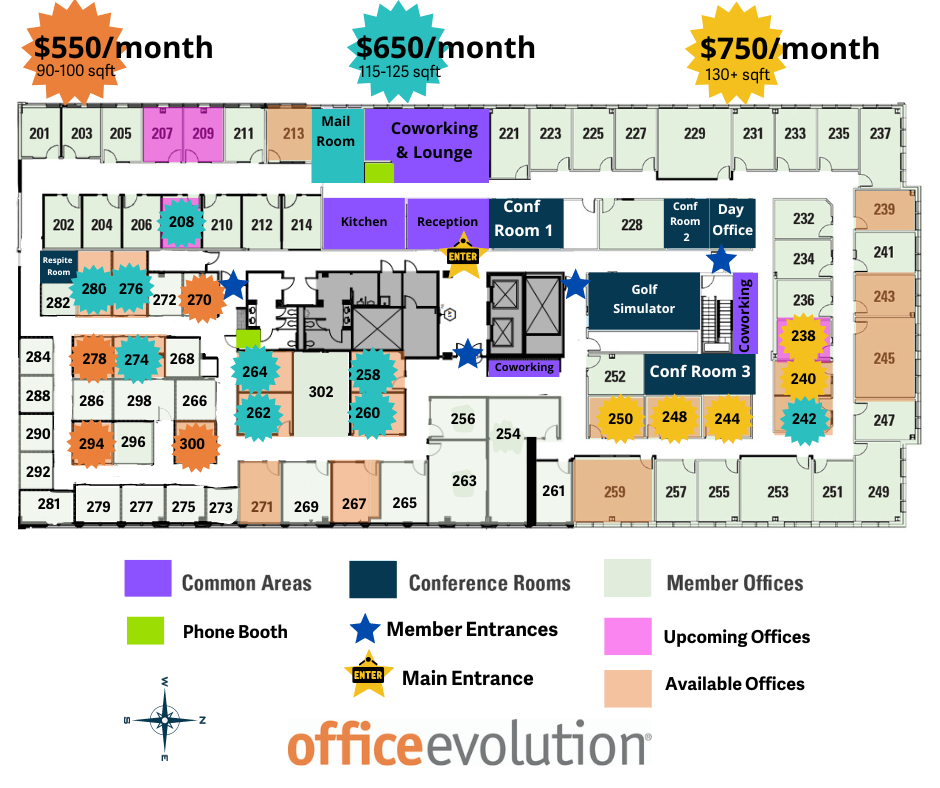 $550/month
90-100 sqft
$650/month
115-125 sqft
$750/month
130+ sqft
201
203
205
207
209
211
213
Mail
Room
Coworking
& Lounge
221
223
225
227
229
231
233
235
237
202
204
206
208
210
212
214
Kitchen
Reception
ENTER
Conf
Room 1
228
Conf
Room
2
Day
Office
232
239
234
241
Respite
Room
280
276
282
272
270
Golf
Simulator
Coworking
236
243
238
245
284
278
274
268
264
302
258
Coworking
252
Conf Room 3
240
288
286
298
266
262
260
256
254
250
248
244
242
247
290
294
296
300
292
263
261
281
279
277
275
273
271
269
267
265
259
257
255
253
251
249
Common Areas
Conference Rooms
Member Offices
Phone Booth
Member Entrances
Upcoming Offices
ENTER
Main Entrance
Available Offices
W
S
N
E
officeevolution®